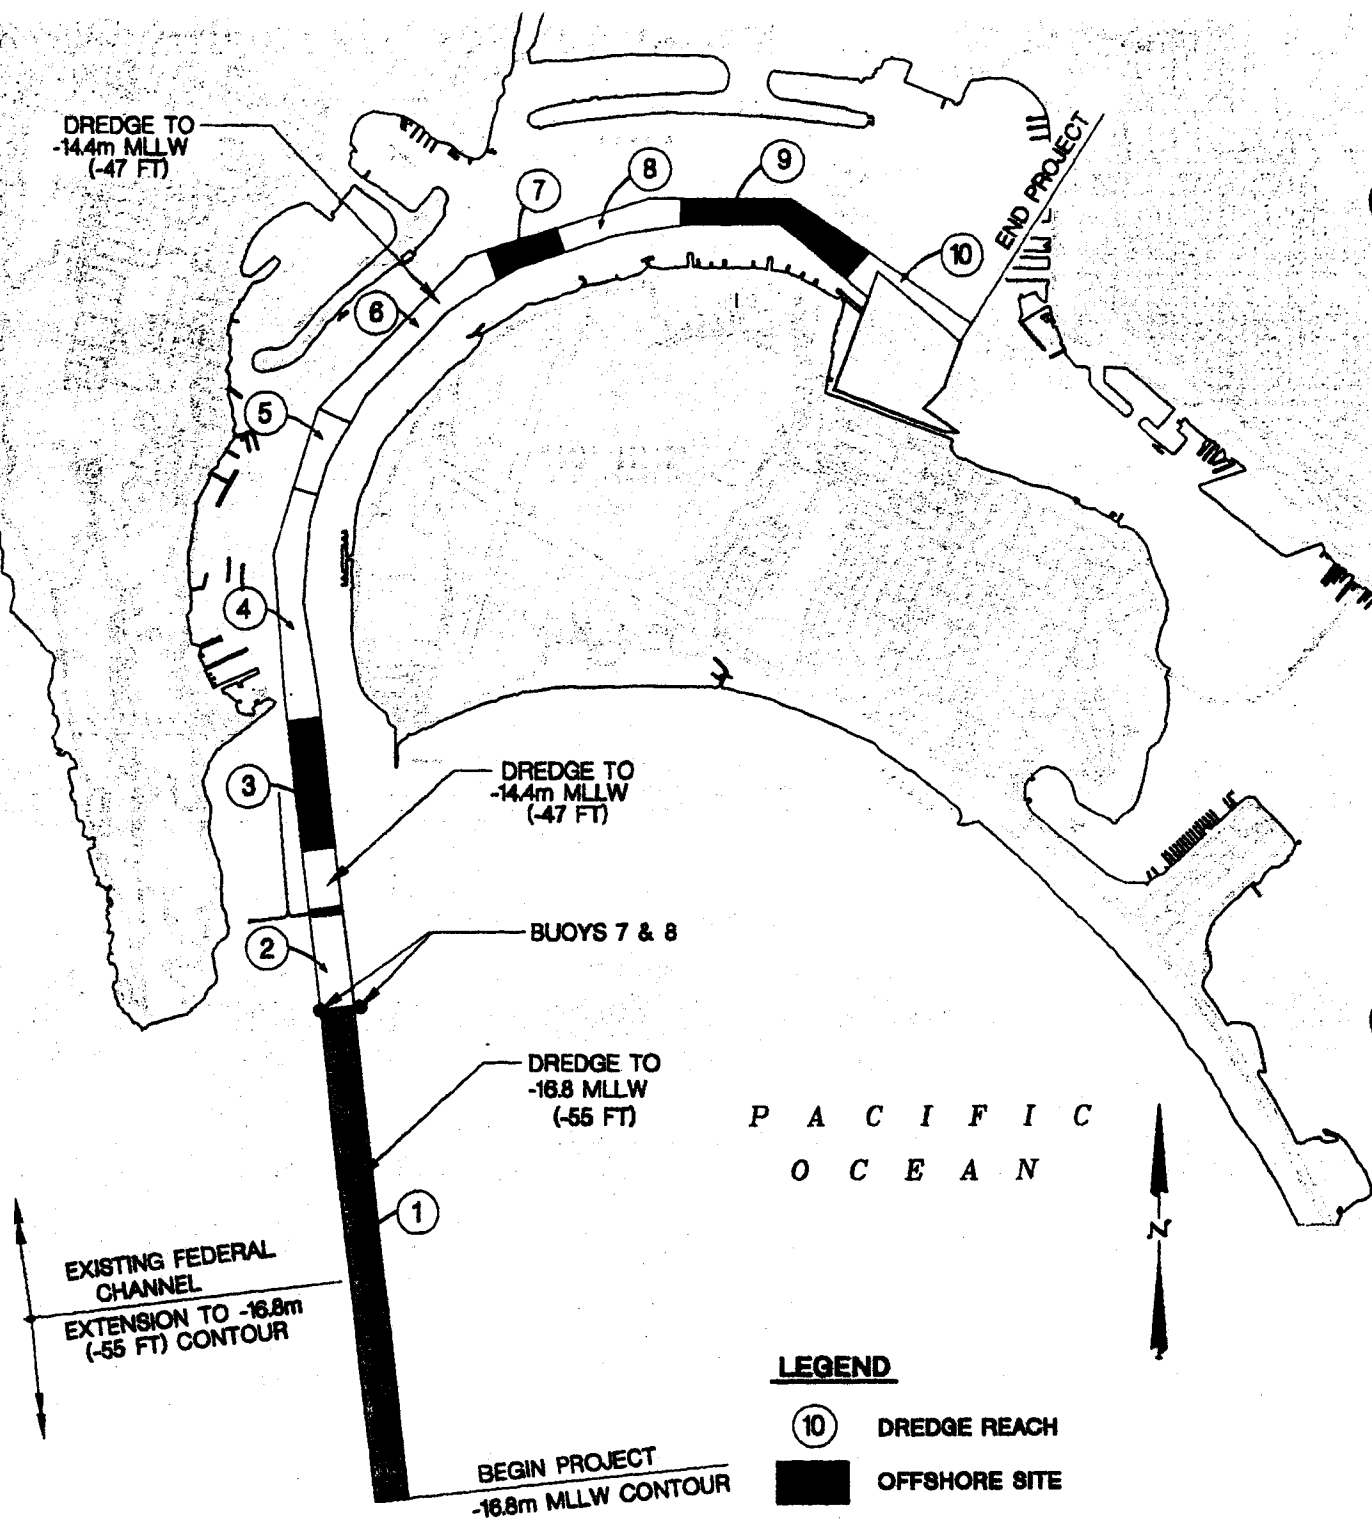 DREDGE TO
-14.4m MLLW
(-47 FT)
7
8
9
END PROJECT
10
6
5
4
3
DREDGE TO
-14.4m MLLW
(-47 FT)
2
BUOYS 7 & 8
DREDGE TO
-16.8 MLLW
(-55 FT)
1
PACIFIC
OCEAN
N
EXISTING FEDERAL
CHANNEL
EXTENSION TO -16.8m
(-55 FT) CONTOUR
LEGEND
10 DREDGE REACH
OFFSHORE SITE
BEGIN PROJECT
-16.8m MLLW CONTOUR